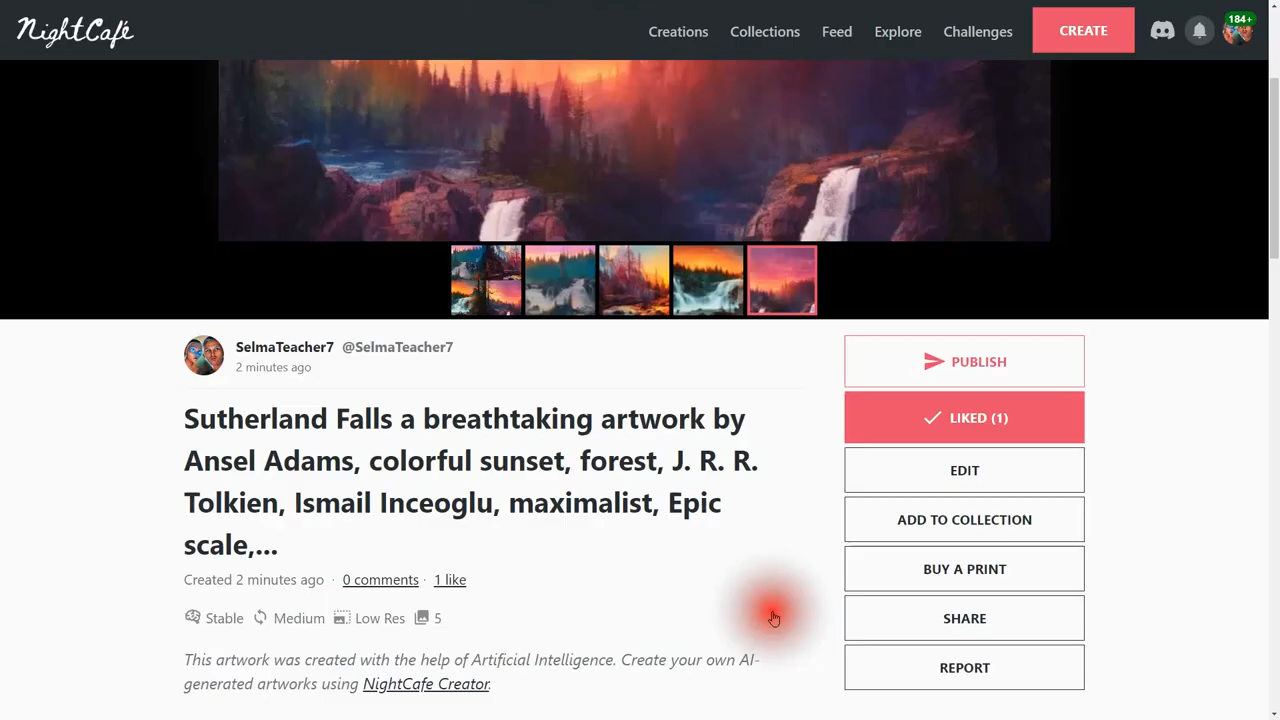 NightCafé
Creations Collections Feed Explore Challenges CREATE 184+
SelmaTeacher7 @SelmaTeacher7
2 minutes ago
PUBLISH
LIKED (1)
EDIT
ADD TO COLLECTION
BUY A PRINT
SHARE
REPORT
Sutherland Falls a breathtaking artwork by
Ansel Adams, colorful sunset, forest, J. R. R.
Tolkien, Ismail Inceoglu, maximalist, Epic
scale,...
Created 2 minutes ago · 0 comments · 1 like
Stable Medium Low Res 5
This artwork was created with the help of Artificial Intelligence. Create your own AI-
generated artworks using NightCafe Creator.